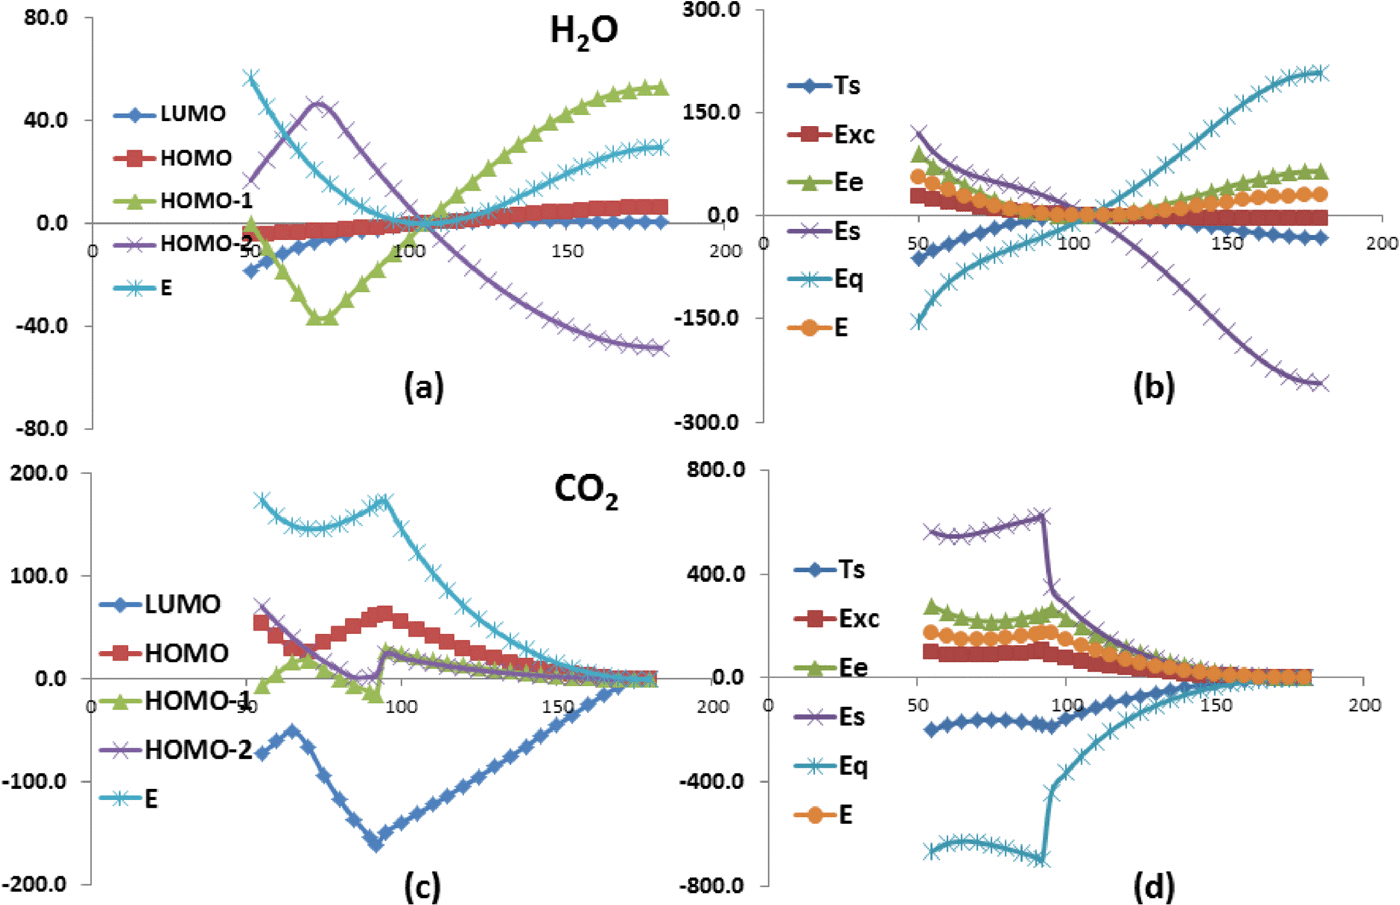 80.0
H2O
40.0
0.0
-40.0
-80.0
0
50
100
150
200
LUMO
HOMO
HOMO-1
HOMO-2
E
(a)
300.0
150.0
0.0
-150.0
-300.0
0
50
100
150
200
Ts
Exc
Ee
Es
Eq
E
(b)
200.0
CO2
100.0
0.0
-100.0
-200.0
0
50
100
150
200
LUMO
HOMO
HOMO-1
HOMO-2
E
(c)
800.0
400.0
0.0
-400.0
-800.0
0
50
100
150
200
Ts
Exc
Ee
Es
Eq
E
(d)